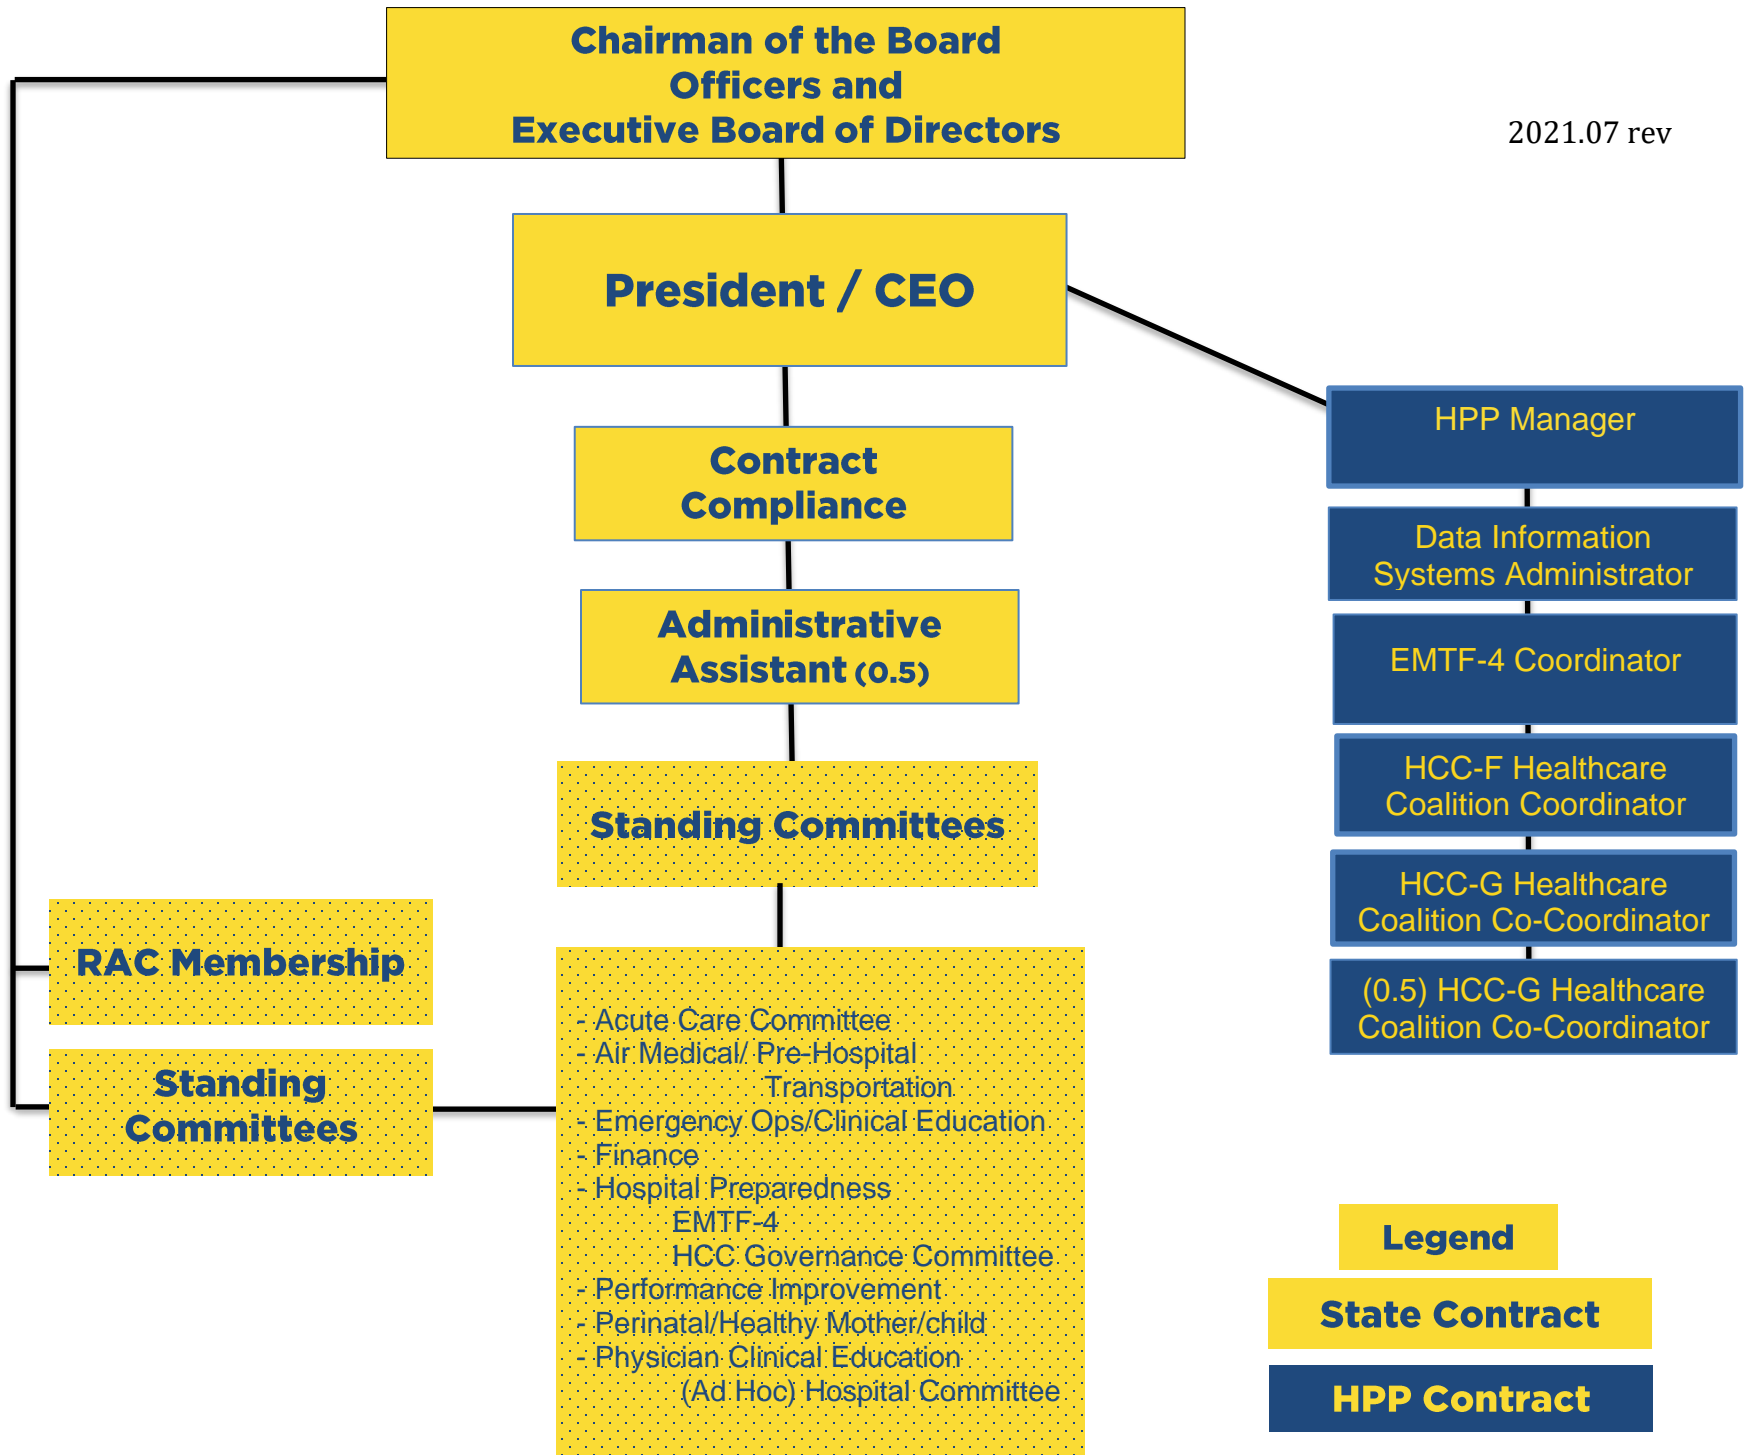 Chairman of the Board
Officers and
Executive Board of Directors
2021.07 rev
President / CEO
HPP Manager
Contract
Compliance
Data Information
Systems Administrator
Administrative
Assistant (0.5)
EMTF-4 Coordinator
HCC-F Healthcare
Coalition Coordinator
Standing Committees
HCC-G Healthcare
Coalition Co-Coordinator
RAC Membership
(0.5) HCC-G Healthcare
Coalition Co-Coordinator
Standing
Committees
- Acute Care Committee
- Air Medical/ Pre-Hospital
Transportation
- Emergency Ops/Clinical Education
- Finance
- Hospital Preparedness
EMTF-4
HCC Governance Committee
- Performance Improvement
- Perinatal/Healthy Mother/child
- Physician Clinical Education
(Ad Hoc) Hospital Committee
Legend
State Contract
HPP Contract